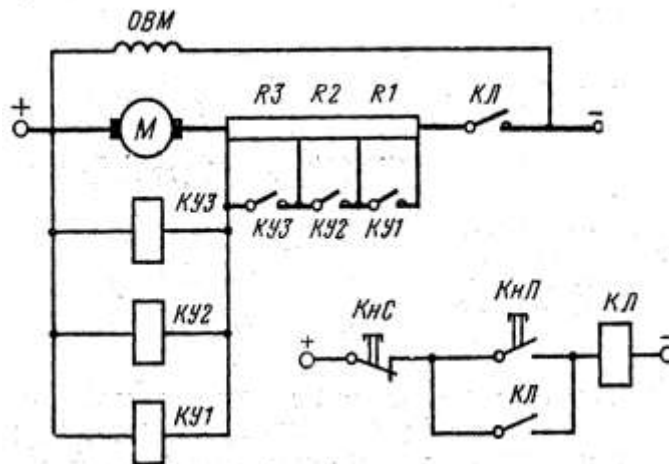 ОВМ
R3 R2 R1 КЛ
+ М –
КУ3 КУ3 КУ2 КУ1
КУ2 КнС КнП КЛ
+ –
КУ1 КЛ